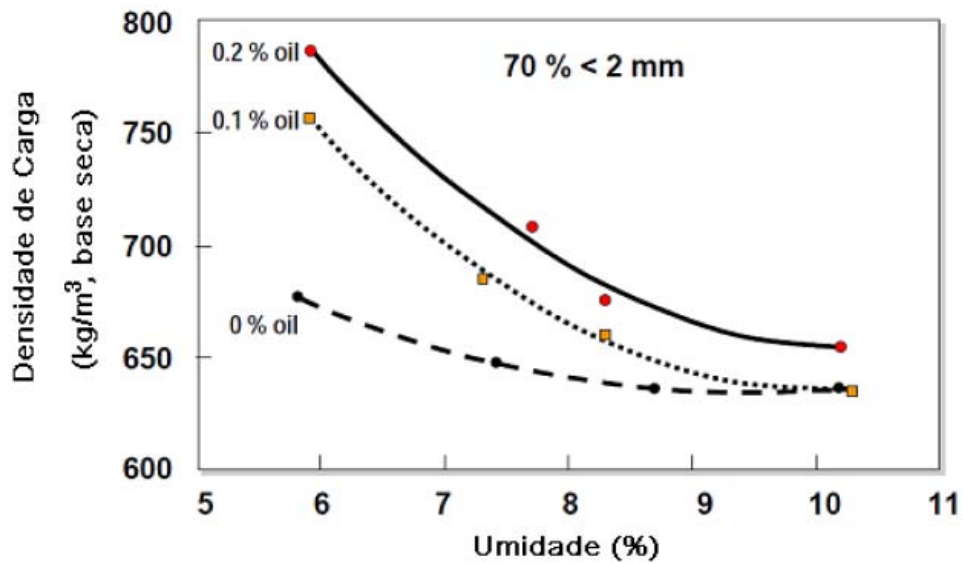 800
0.2 % oil
70 % < 2 mm
0.1 % oil
750
700
0 % oil
650
600
5 6 7 8 9 10 11
Umidade (%)
Densidade de Carga
(kg/m³, base seca)